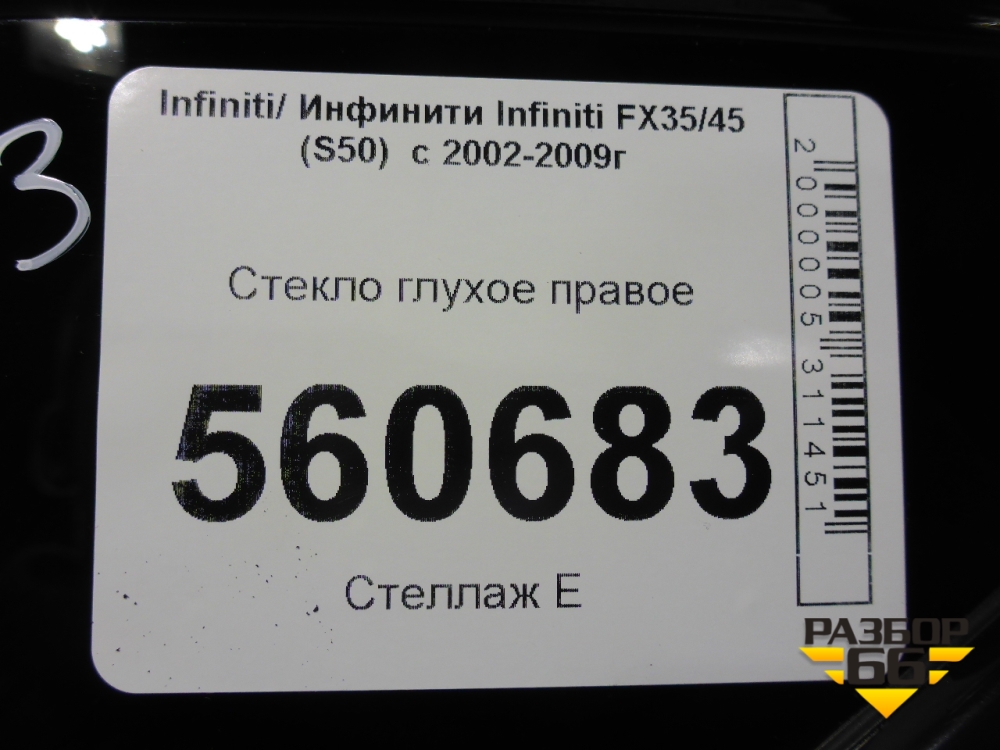 3
Infiniti/ Инфинити Infiniti FX35/45
(S50) с 2002-2009г
Стекло глухое правое
560683
Стеллаж Е
2000005311451
РАЗБОР
66